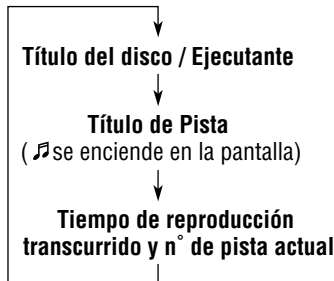 Título del disco / Ejecutante
Título de Pista
( ♫ se enciende en la pantalla)
Tiempo de reproducción
transcurrido y n° de pista actual